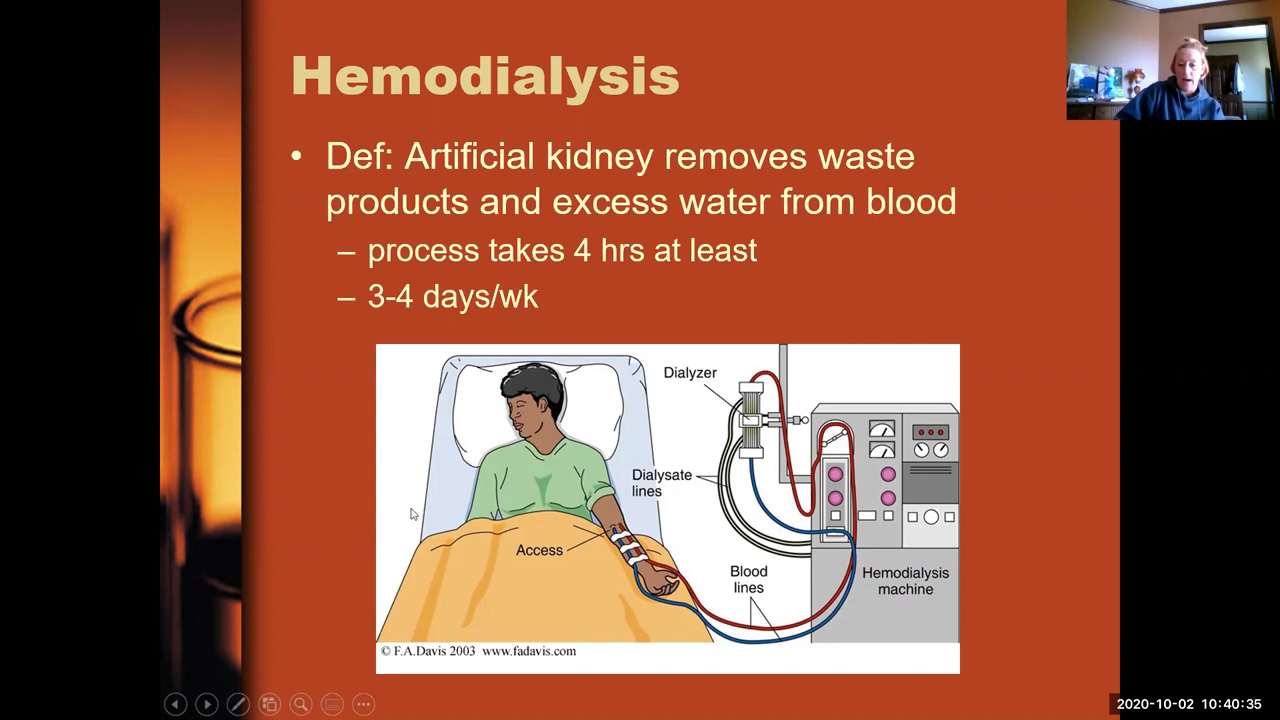 Hemodialysis
• Def: Artificial kidney removes waste
products and excess water from blood
– process takes 4 hrs at least
– 3-4 days/wk
Dialyzer
Dialysate
lines
Access
Blood
lines
Hemodialysis
machine
© F.A.Davis 2003 www.fadavis.com
2020-10-02 10:40:35